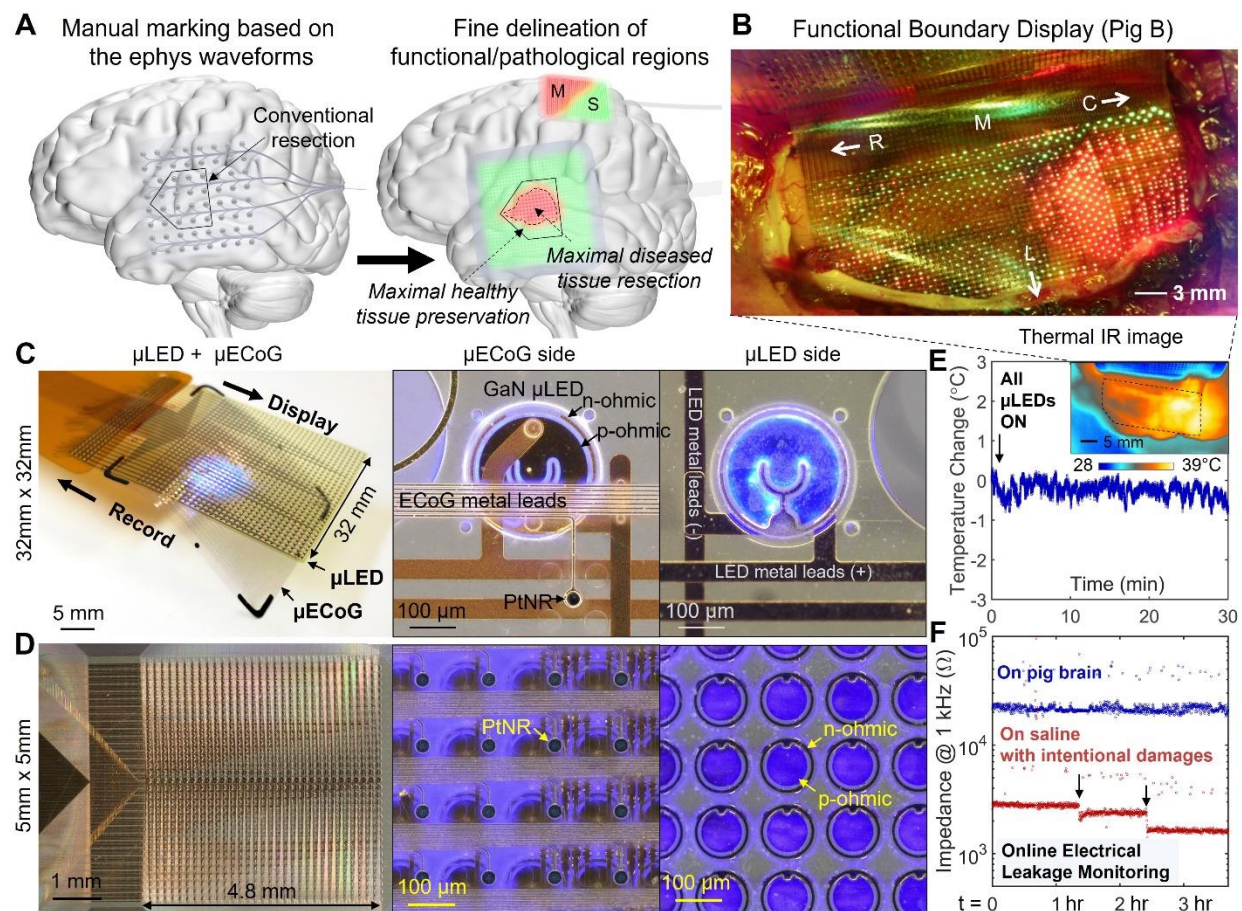 A
Manual marking based on
the ephys waveforms
Conventional
resection
Fine delineation of
functional/pathological regions
M
S
Maximal diseased
tissue resection
Maximal healthy
tissue preservation
B
Functional Boundary Display (Pig B)
R
M
C
L
3 mm
C
µLED + µECoG
32mm x 32mm
Display
Record
32 mm
µLED
µECoG
5 mm
µECoG side
GaN µLED
n-ohmic
p-ohmic
ECoG metal leads
PtNR
100 µm
µLED side
LED metal leads (-)
LED metal leads (+)
100 µm
D
5mm x 5mm
1 mm
4.8 mm
PtNR
100 µm
n-ohmic
p-ohmic
100 µm
E
Thermal IR image
Temperature Change (°C)
3
2
1
0
-1
-2
-3
All
µLEDs
ON
5 mm
28
39°C
Time (min)
0
10
20
30
F
Impedance @ 1 kHz (Ω)
10⁵
10⁴
10³
On pig brain
On saline
with intentional damages
Online Electrical
Leakage Monitoring
t = 0
1 hr
2 hr
3 hr